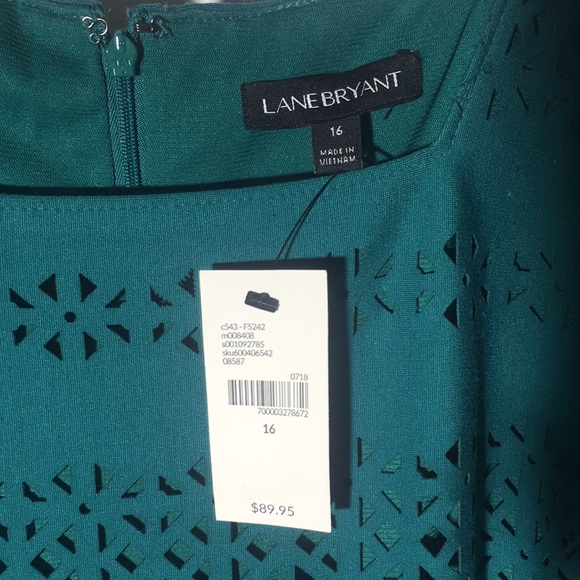 LANE BRYANT
16
MADE IN
VIETNAM
c543 - F5242
m008408
s001092785
sku600406542
08587
0718
700003278672
16
$89.95